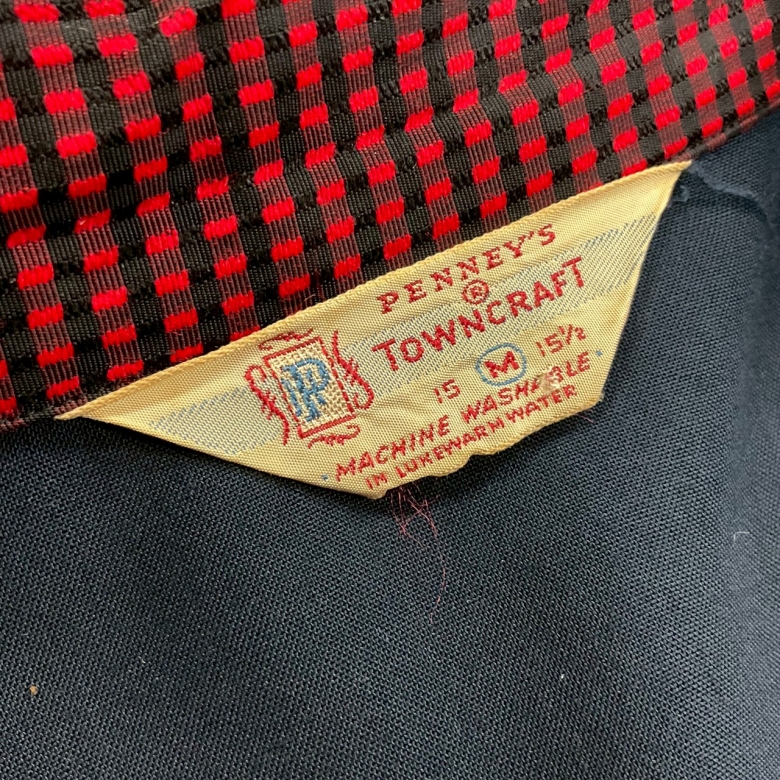 PENNEY'S
®
TOWNCRAFT
15 M 15½
MACHINE WASHABLE
IN LUKEWARM WATER